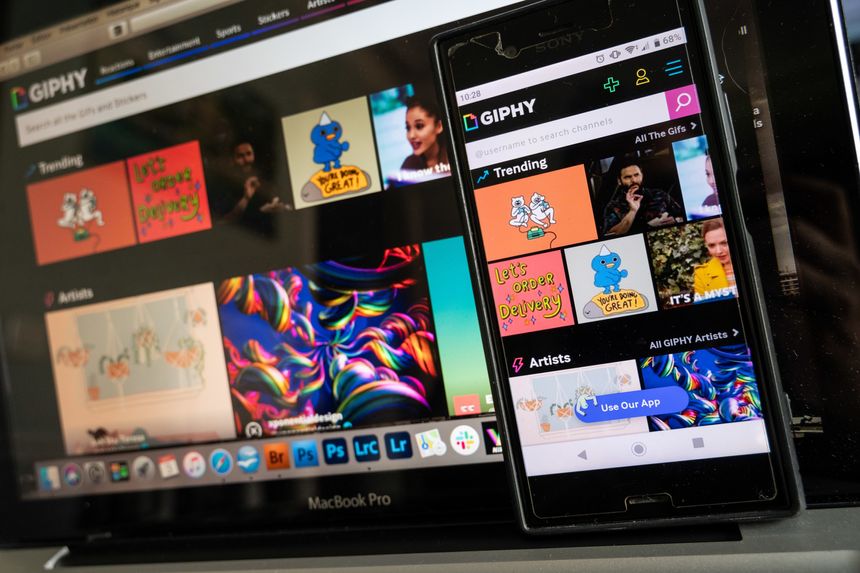 Reactions
Entertainment
Sports
Stickers
Artists
GIPHY
Search all the GIFs and Stickers
Trending
LET'S
ORDER
DELIVERY
YOU'RE DOING
GREAT!
I know th
Artists
xponentialdesign
Br
Ps
Ps
LrC
Lr
MacBook Pro
SONY
10:28
68%
GIPHY
@username to search channels
Trending
All The Gifs
LET'S
ORDER
DELIVERY
YOU'RE DOING
GREAT!
IT'S A MYST
Artists
All GIPHY Artists
Use Our App